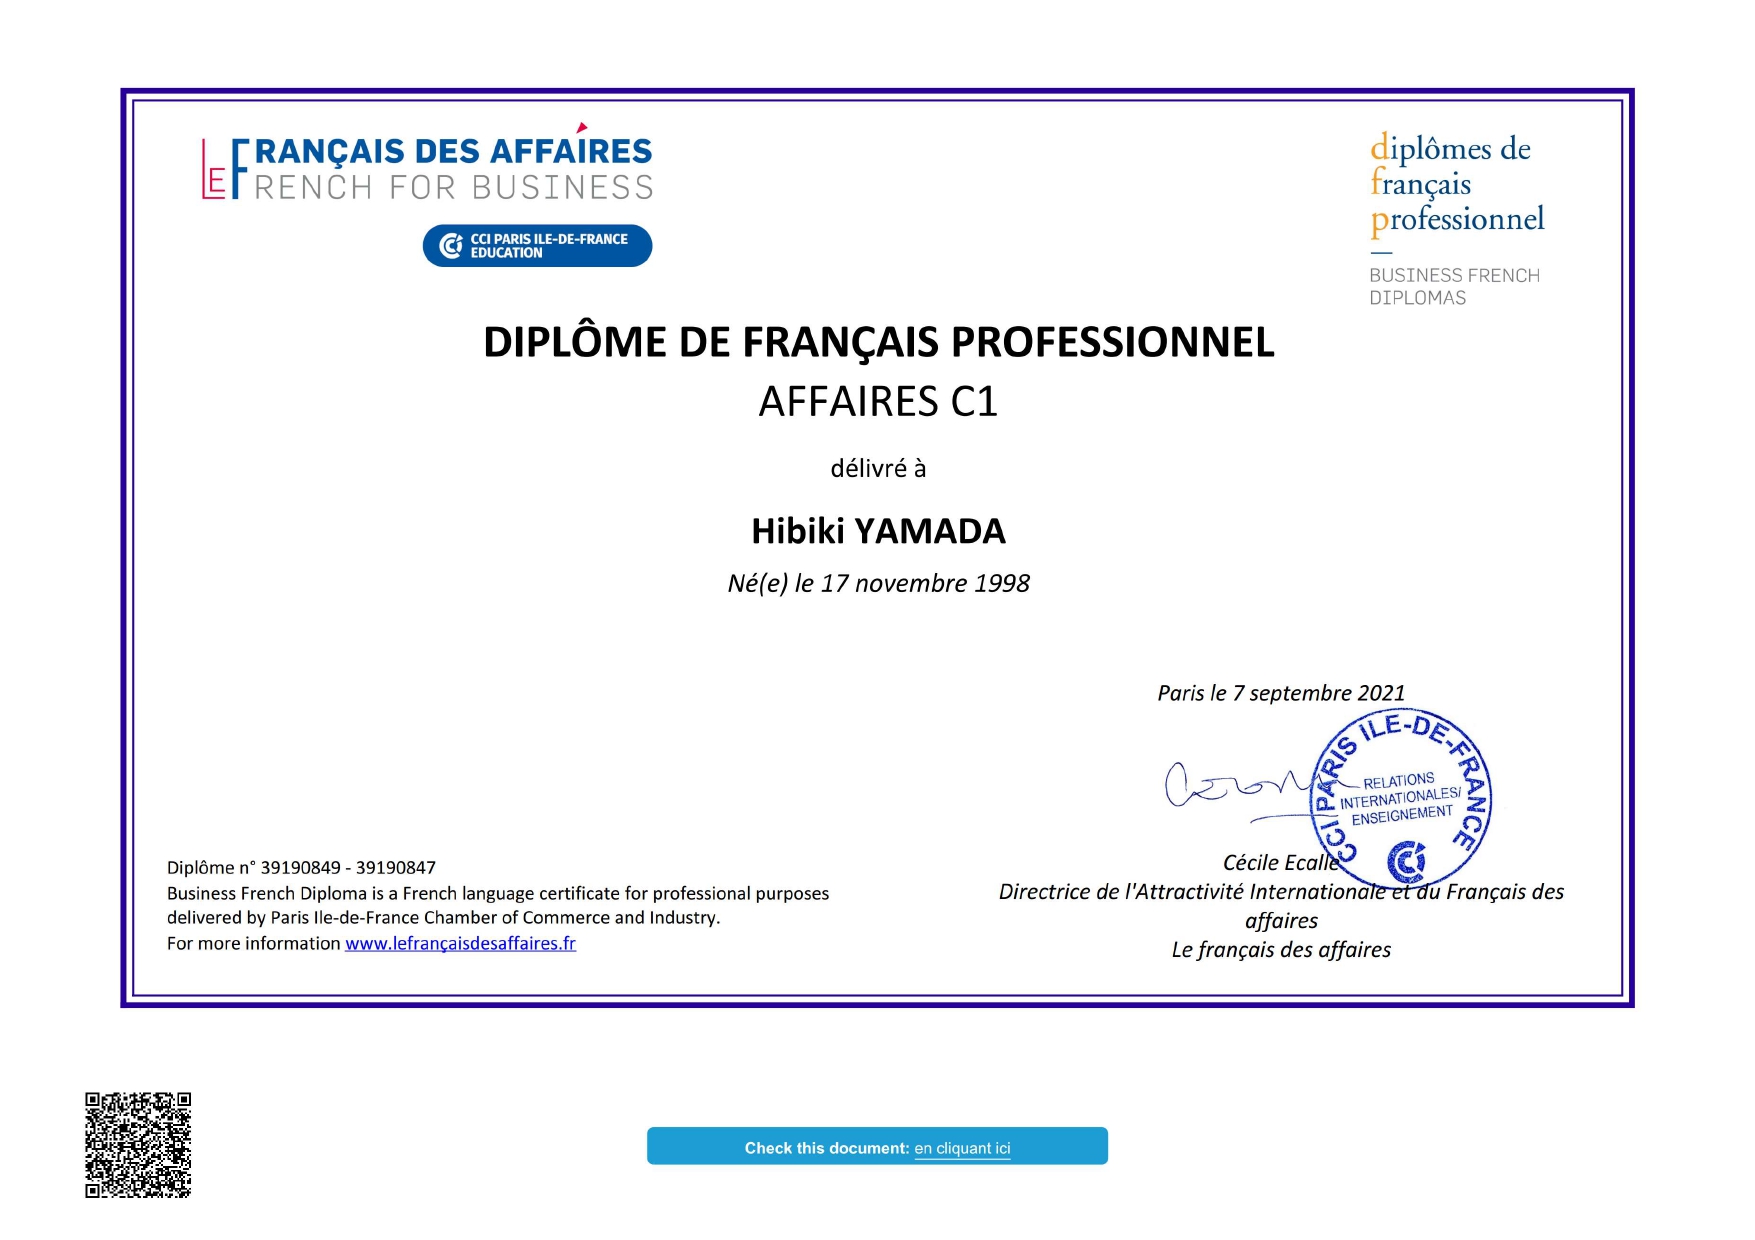 LE FRANÇAIS DES AFFAIRES
FRENCH FOR BUSINESS
CCI PARIS ILE-DE-FRANCE
EDUCATION
diplômes de
français
professionnel
BUSINESS FRENCH
DIPLOMAS
DIPLÔME DE FRANÇAIS PROFESSIONNEL
AFFAIRES C1
délivré à
Hibiki YAMADA
Né(e) le 17 novembre 1998
Paris le 7 septembre 2021
CCI PARIS ILE-DE-FRANCE
RELATIONS
INTERNATIONALES/
ENSEIGNEMENT
Cécile Ecalle
Directrice de l'Attractivité Internationale et du Français des
affaires
Le français des affaires
Diplôme n° 39190849 - 39190847
Business French Diploma is a French language certificate for professional purposes
delivered by Paris Ile-de-France Chamber of Commerce and Industry.
For more information www.lefrançaisdesaffaires.fr
Check this document: en cliquant ici